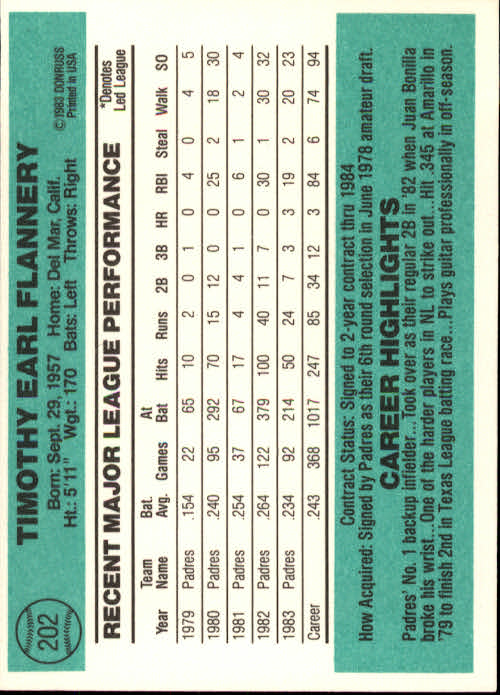 202
TIMOTHY EARL FLANNERY
Born: Sept. 29, 1957 Home: Del Mar, Calif.
Ht.: 5'11" Wgt.: 170 Bats: Left Throws: Right
©1983 DONRUSS
Printed in USA
RECENT MAJOR LEAGUE PERFORMANCE
*Denotes
Led League
Year Team Name Bat. Avg. Games At Bat Hits Runs 2B 3B HR RBI Steal Walk SO
1979 Padres .154 22 65 10 2 0 1 0 4 0 4 5
1980 Padres .240 95 292 70 15 12 0 0 25 2 18 30
1981 Padres .254 37 67 17 4 4 1 0 6 1 2 4
1982 Padres .264 122 379 100 40 11 7 0 30 1 30 32
1983 Padres .234 92 214 50 24 7 3 3 19 2 20 23
Career .243 368 1017 247 85 34 12 3 84 6 74 94
Contract Status: Signed to 2-year contract thru 1984
How Acquired: Signed by Padres as their 6th round selection in June 1978 amateur draft.
CAREER HIGHLIGHTS
Padres' No. 1 backup infielder...Took over as their regular 2B in '82 when Juan Bonilla
broke his wrist...One of the harder players in NL to strike out...Hit .345 at Amarillo in
'79 to finish 2nd in Texas League batting race...Plays guitar professionally in off-season.